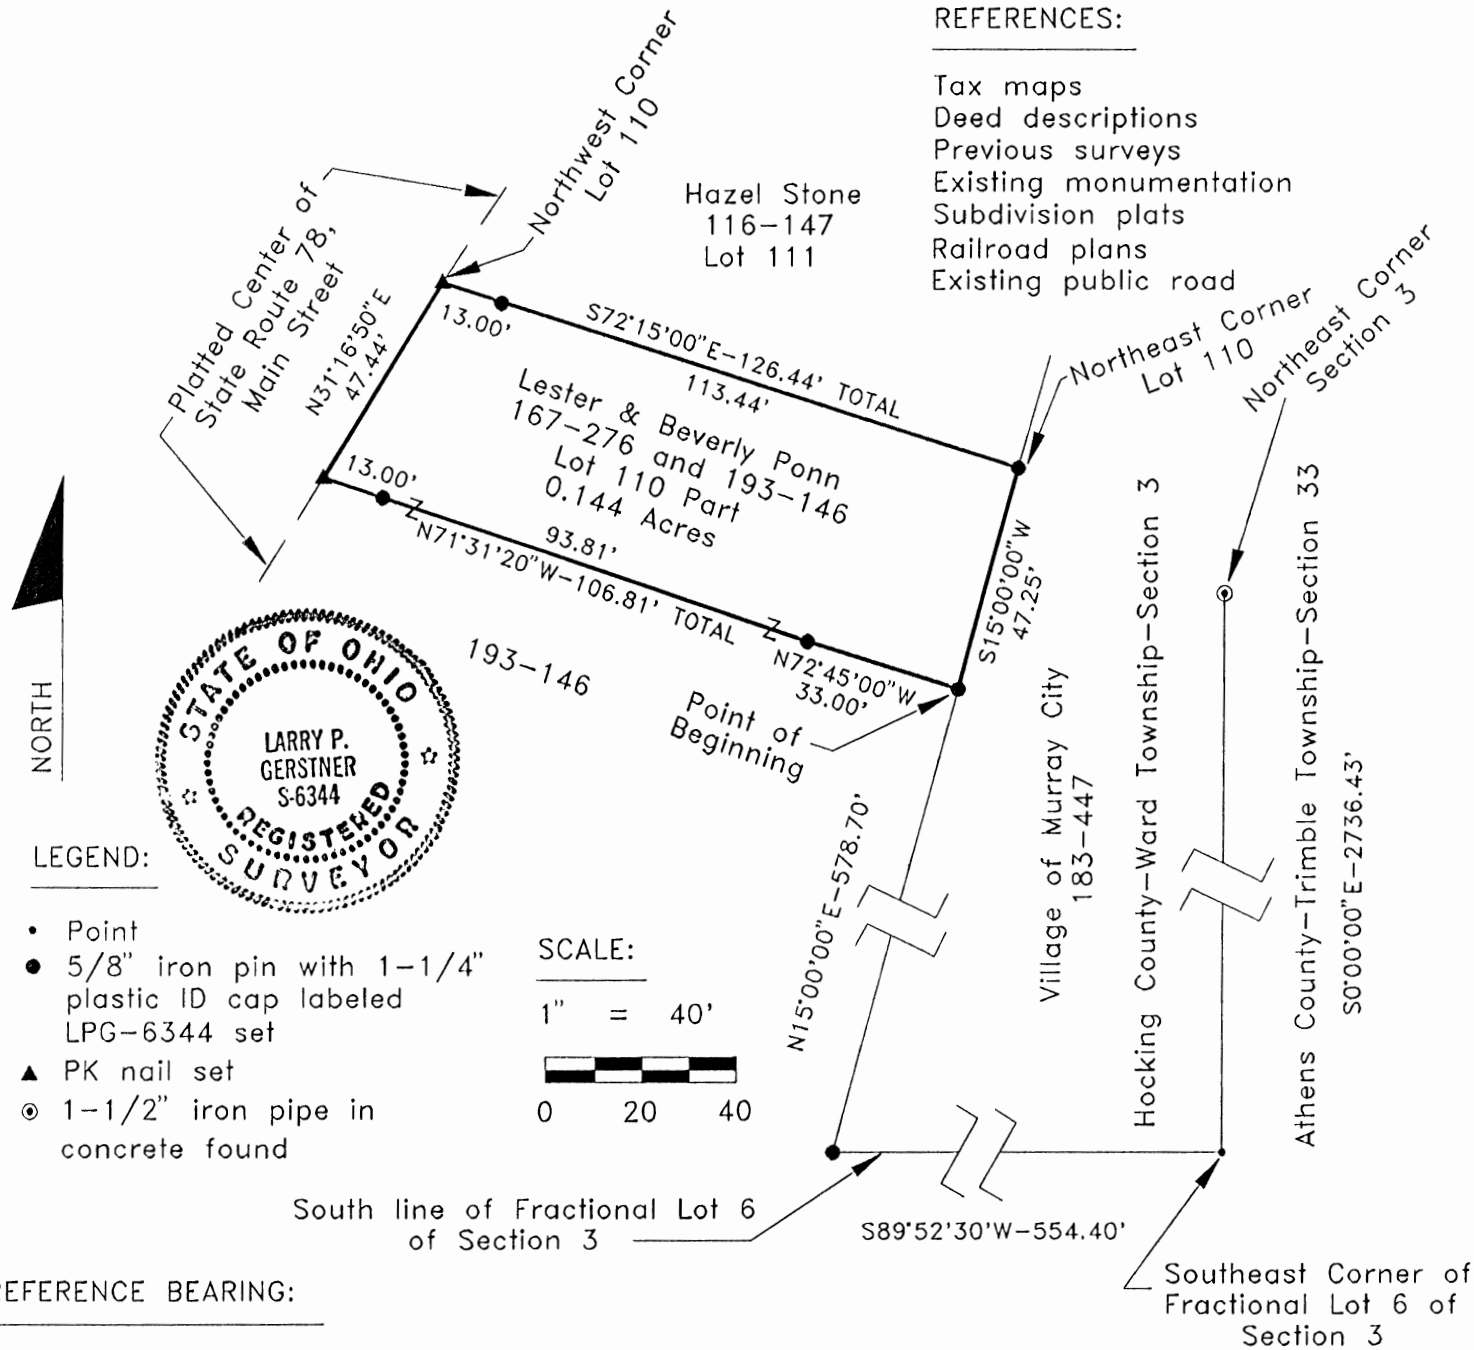 REFERENCES:
Tax maps
Deed descriptions
Previous surveys
Existing monumentation
Subdivision plats
Railroad plans
Existing public road
Northwest Corner
Lot 110
Hazel Stone
116-147
Lot 111
Platted Center of
State Route 78,
Main Street
N31°16'50"E
47.44'
13.00'
S72°15'00"E-126.44' TOTAL
113.44'
Northeast Corner
Lot 110
Northeast Corner
Section 3
Lester & Beverly Ponn
167-276 and 193-146
Lot 110 Part
0.144 Acres
13.00'
Z
93.81'
N71°31'20"W-106.81' TOTAL
Z
N72°45'00"W
33.00'
S15°00'00"W
47.25'
193-146
Point of
Beginning
NORTH
STATE OF OHIO
LARRY P.
GERSTNER
S-6344
REGISTERED
SURVEYOR
N15°00'00"E-578.70'
Village of Murray City
183-447
Hocking County-Ward Township-Section 3
Athens County-Trimble Township-Section 33
S0°00'00"E-2736.43'
LEGEND:
Point
5/8" iron pin with 1-1/4"
plastic ID cap labeled
LPG-6344 set
PK nail set
1-1/2" iron pipe in
concrete found
SCALE:
1" = 40'
0 20 40
South line of Fractional Lot 6
of Section 3
S89°52'30'W-554.40'
Southeast Corner of
Fractional Lot 6 of
Section 3
EFERENCE BEARING: